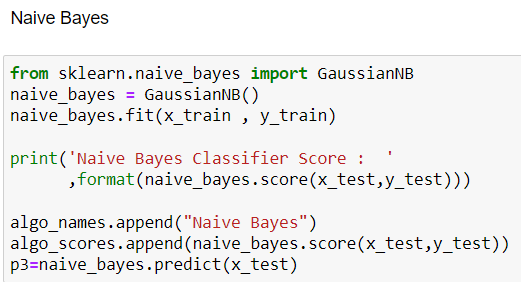 Naive Bayes
from sklearn.naive_bayes import GaussianNB
naive_bayes = GaussianNB()
naive_bayes.fit(x_train , y_train)
print('Naive Bayes Classifier Score :  '
,format(naive_bayes.score(x_test,y_test)))
algo_names.append("Naive Bayes")
algo_scores.append(naive_bayes.score(x_test,y_test))
p3=naive_bayes.predict(x_test)